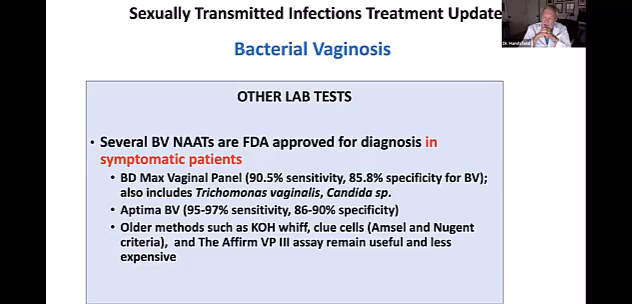 Sexually Transmitted Infections Treatment Update
Bacterial Vaginosis
OTHER LAB TESTS
• Several BV NAATs are FDA approved for diagnosis in
symptomatic patients
• BD Max Vaginal Panel (90.5% sensitivity, 85.8% specificity for BV);
also includes Trichomonas vaginalis, Candida sp.
• Aptima BV (95-97% sensitivity, 86-90% specificity)
• Older methods such as KOH whiff, clue cells (Amsel and Nugent
criteria), and The Affirm VP III assay remain useful and less
expensive
Dr.